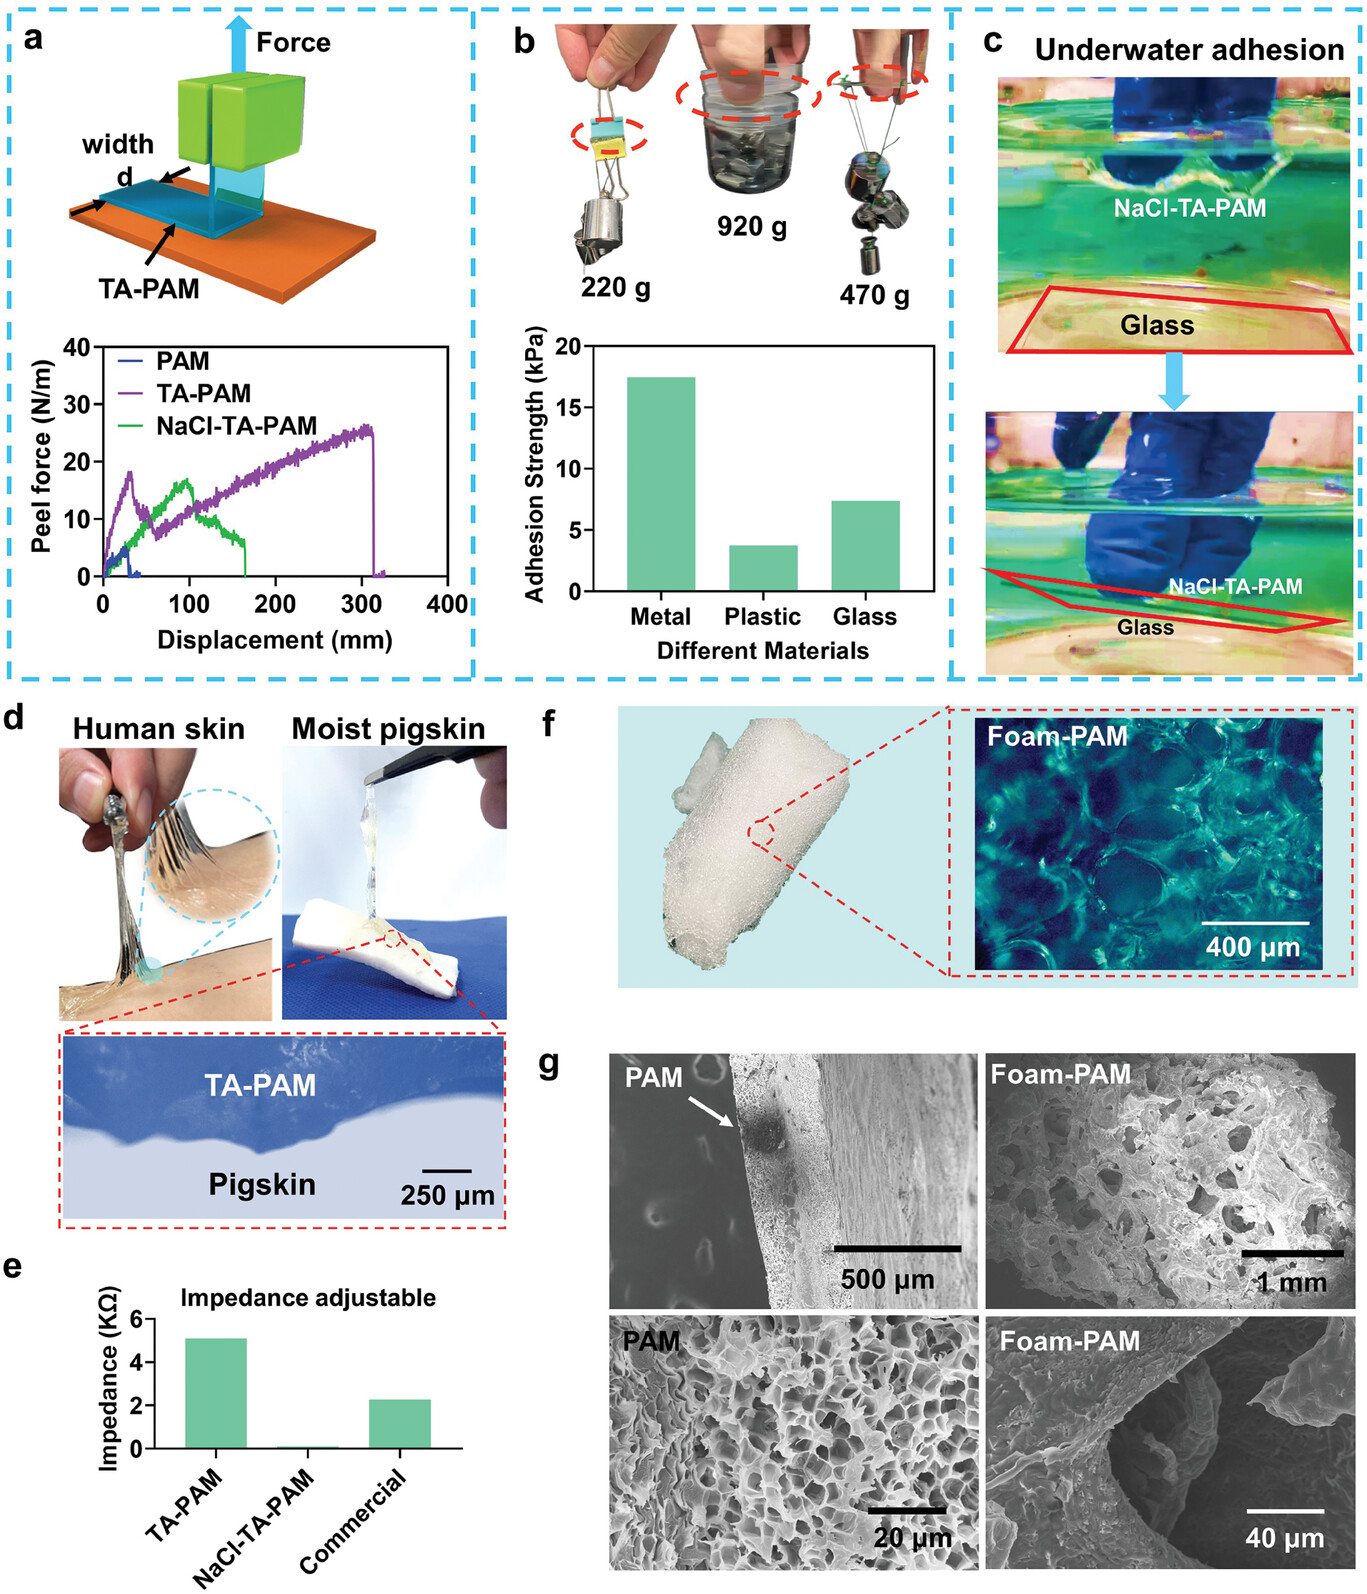 a
Force
width
d
TA-PAM
40
30
20
10
0
Peel force (N/m)
PAM
TA-PAM
NaCl-TA-PAM
0 100 200 300 400
Displacement (mm)
b
220 g
920 g
470 g
20
15
10
5
0
Adhesion Strength (kPa)
Metal Plastic Glass
Different Materials
c
Underwater adhesion
NaCl-TA-PAM
Glass
NaCl-TA-PAM
Glass
d
Human skin
Moist pigskin
TA-PAM
Pigskin
250 μm
e
Impedance adjustable
6
4
2
0
Impedance (KΩ)
TA-PAM
NaCl-TA-PAM
Commercial
f
Foam-PAM
400 μm
g
PAM
500 μm
Foam-PAM
1 mm
PAM
20 μm
Foam-PAM
40 μm